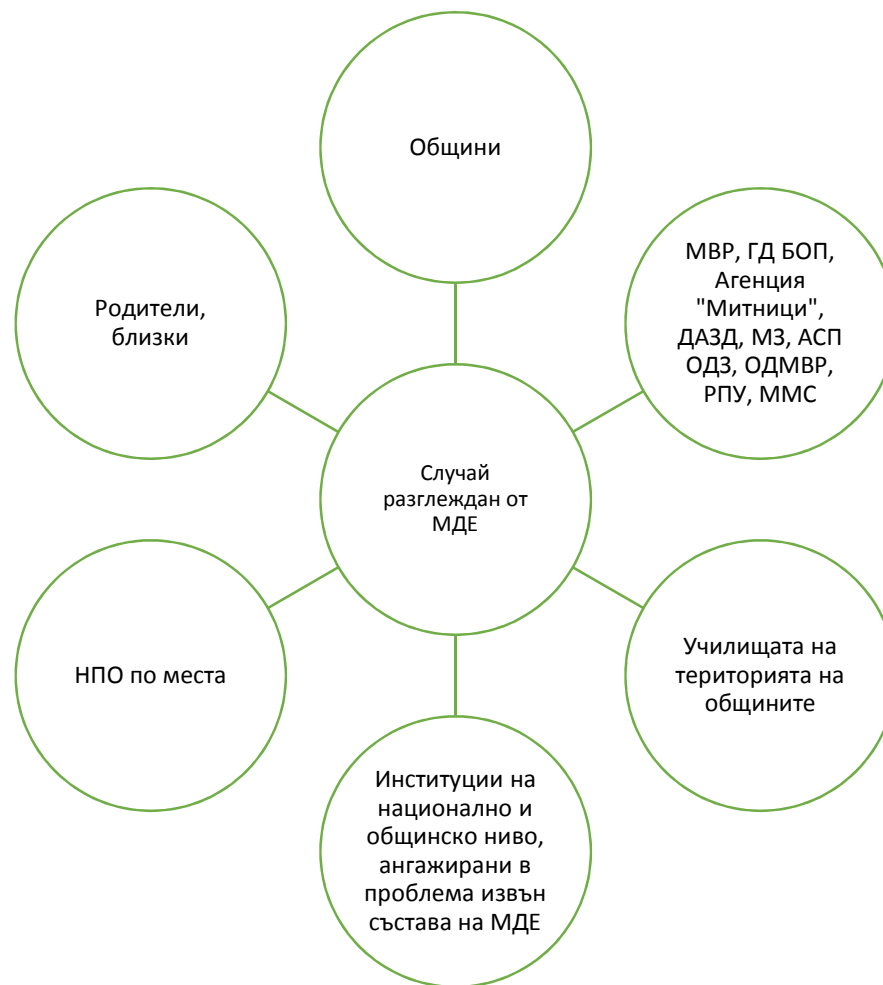 Общини
МВР, ГД БОП,
Агенция
"Митници",
ДАЗД, МЗ, АСП
ОДЗ, ОДМВР,
РПУ, ММС
Родители,
близки
Случай
разглеждан от
МДЕ
Училищата на
територията на
общините
НПО по места
Институции на
национално и
общинско ниво,
ангажирани в
проблема извън
състава на МДЕ